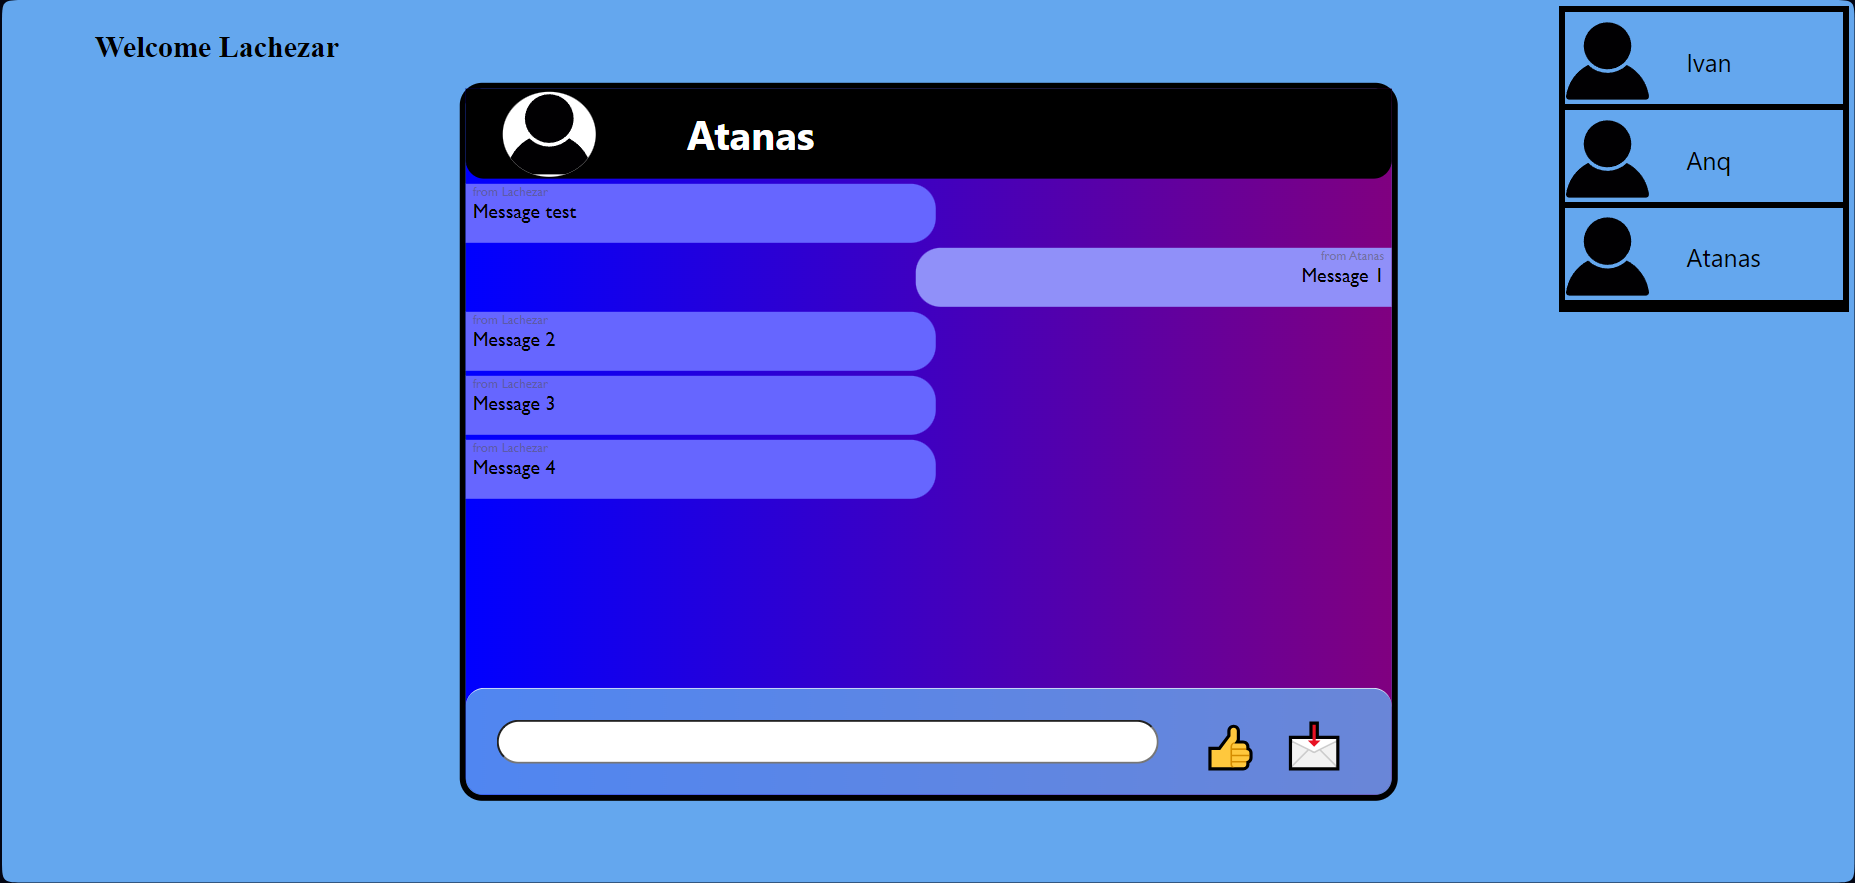 Welcome Lachezar
Atanas
from Lachezar
Message test
from Atanas
Message 1
from Lachezar
Message 2
from Lachezar
Message 3
from Lachezar
Message 4
Ivan
Anq
Atanas